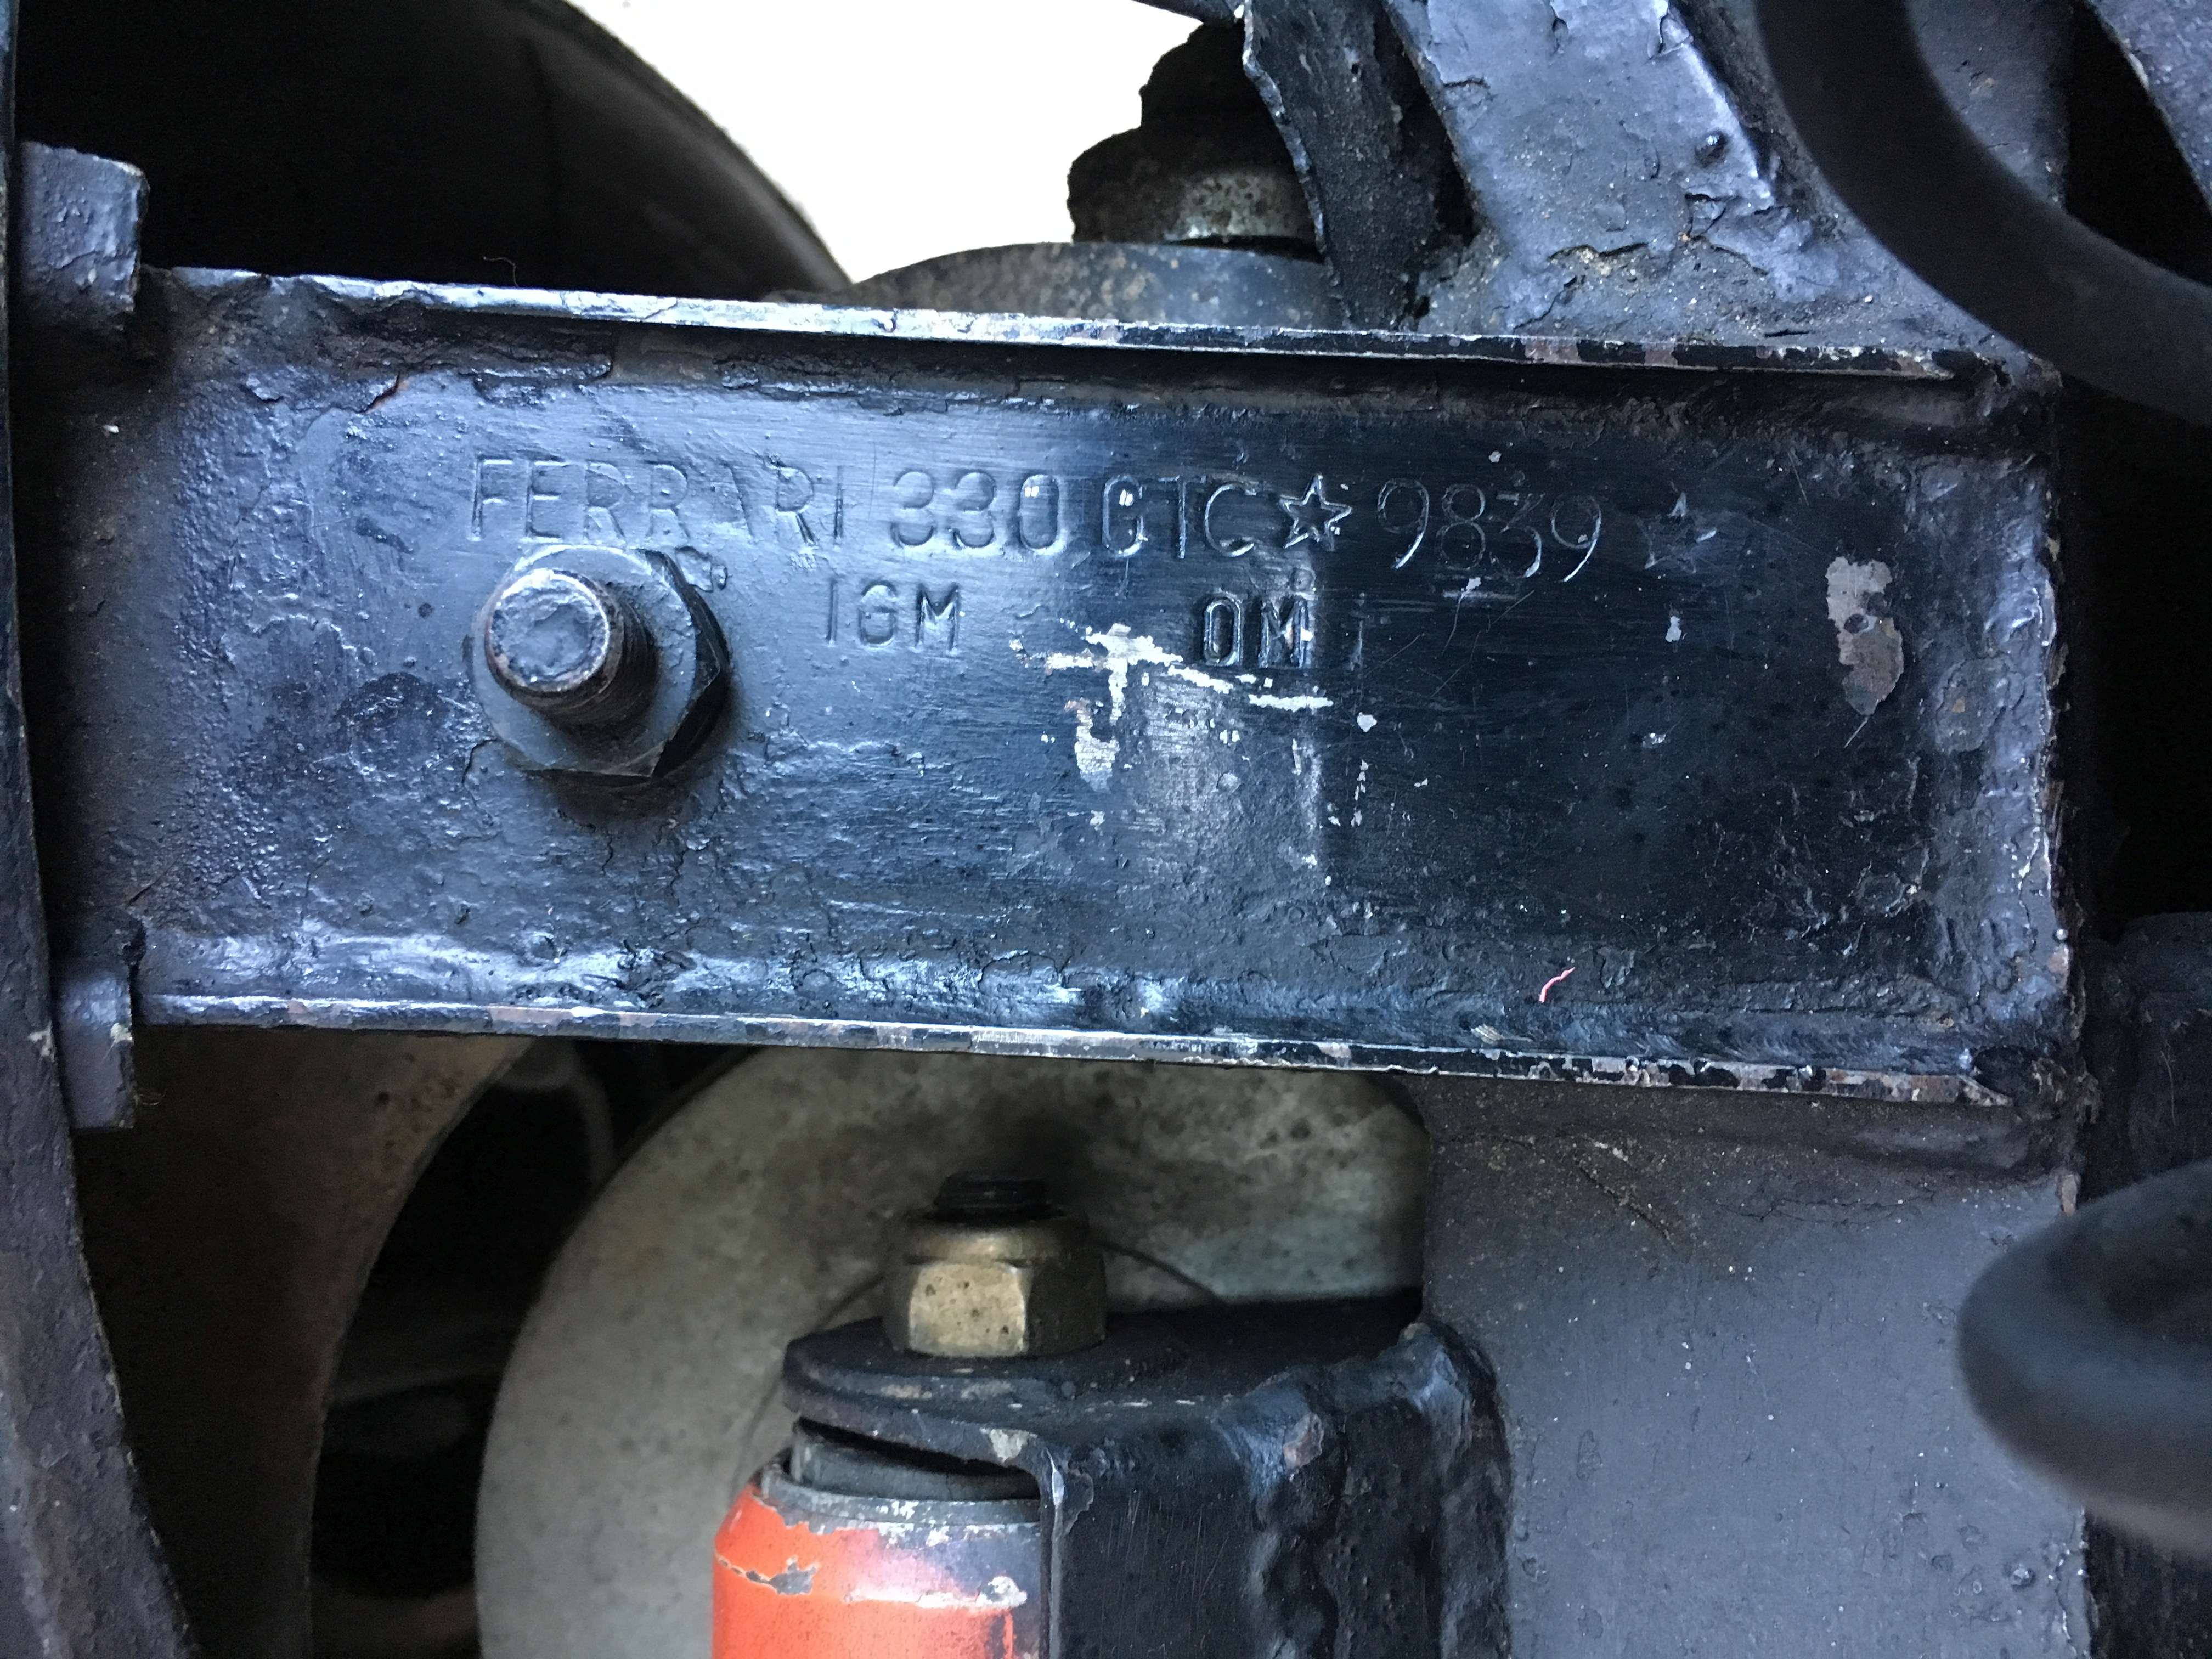 FERRARI 330 GTC ☆ 9839 ☆
IGM OM